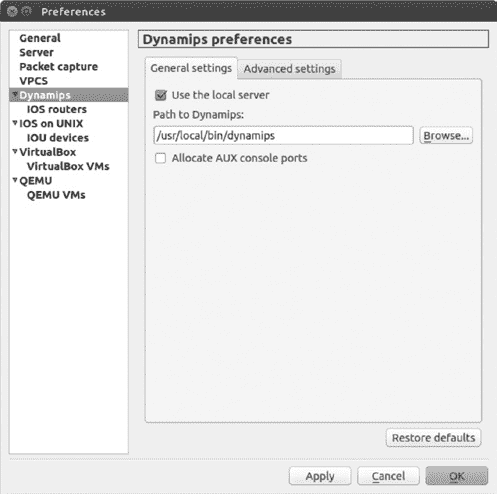 Preferences
General
Server
Packet capture
VPCS
Dynamips
IOS routers
IOS on UNIX
IOU devices
VirtualBox
VirtualBox VMs
QEMU
QEMU VMs
Dynamips preferences
General settings
Advanced settings
Use the local server
Path to Dynamips:
/usr/local/bin/dynamips
Browse...
Allocate AUX console ports
Restore defaults
Apply
Cancel
OK